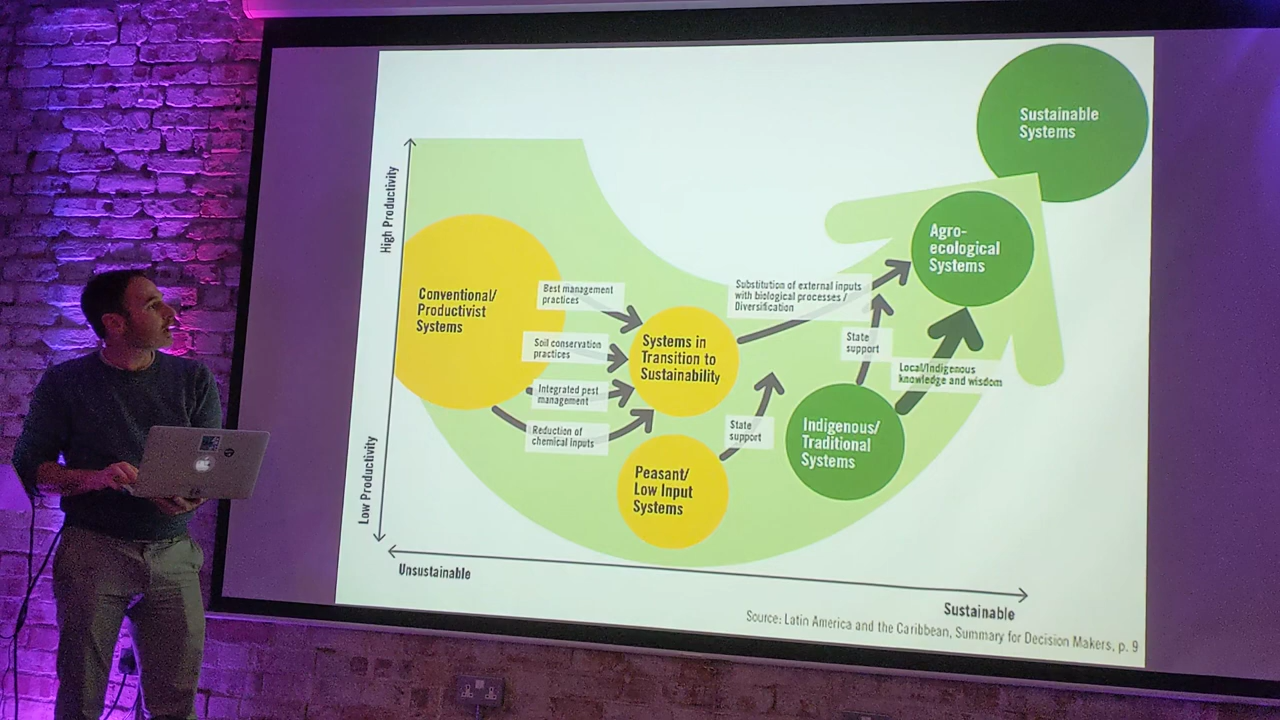 Sustainable
Systems
High Productivity
Agro-
ecological
Systems
Conventional/
Productivist
Systems
Best management
practices
Substitution of external inputs
with biological processes /
Diversification
Soil conservation
practices
Systems in
Transition to
Sustainability
State
support
Local/Indigenous
knowledge and wisdom
Integrated pest
management
Reduction of
chemical inputs
State
support
Indigenous/
Traditional
Systems
Peasant/
Low Input
Systems
Low Productivity
Unsustainable
Sustainable
Source: Latin America and the Caribbean, Summary for Decision Makers, p. 9